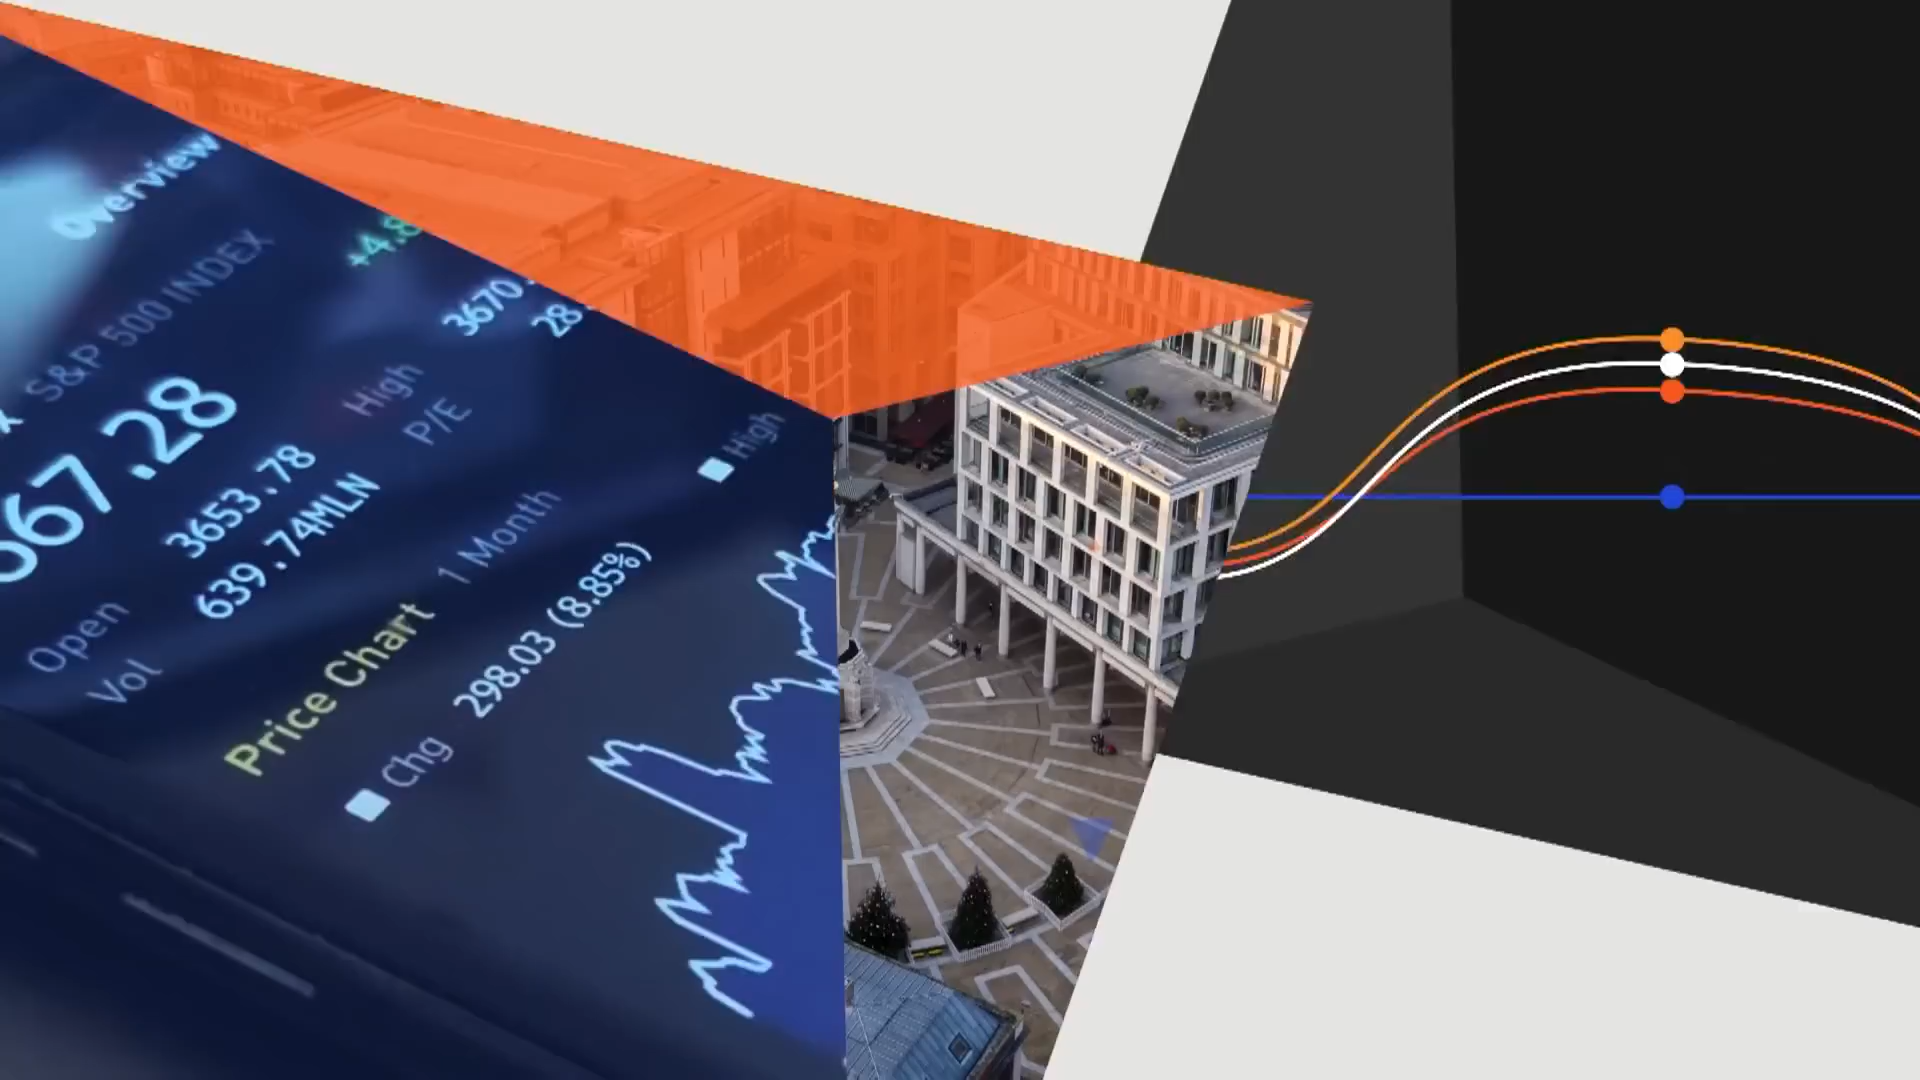 Overview
S&P 500 INDEX
+4.8
67.28
High 3670.
P/E 28.
Open 3653.78
Vol 639.74MLN
Price Chart 1 Month
Chg 298.03 (8.85%)
High